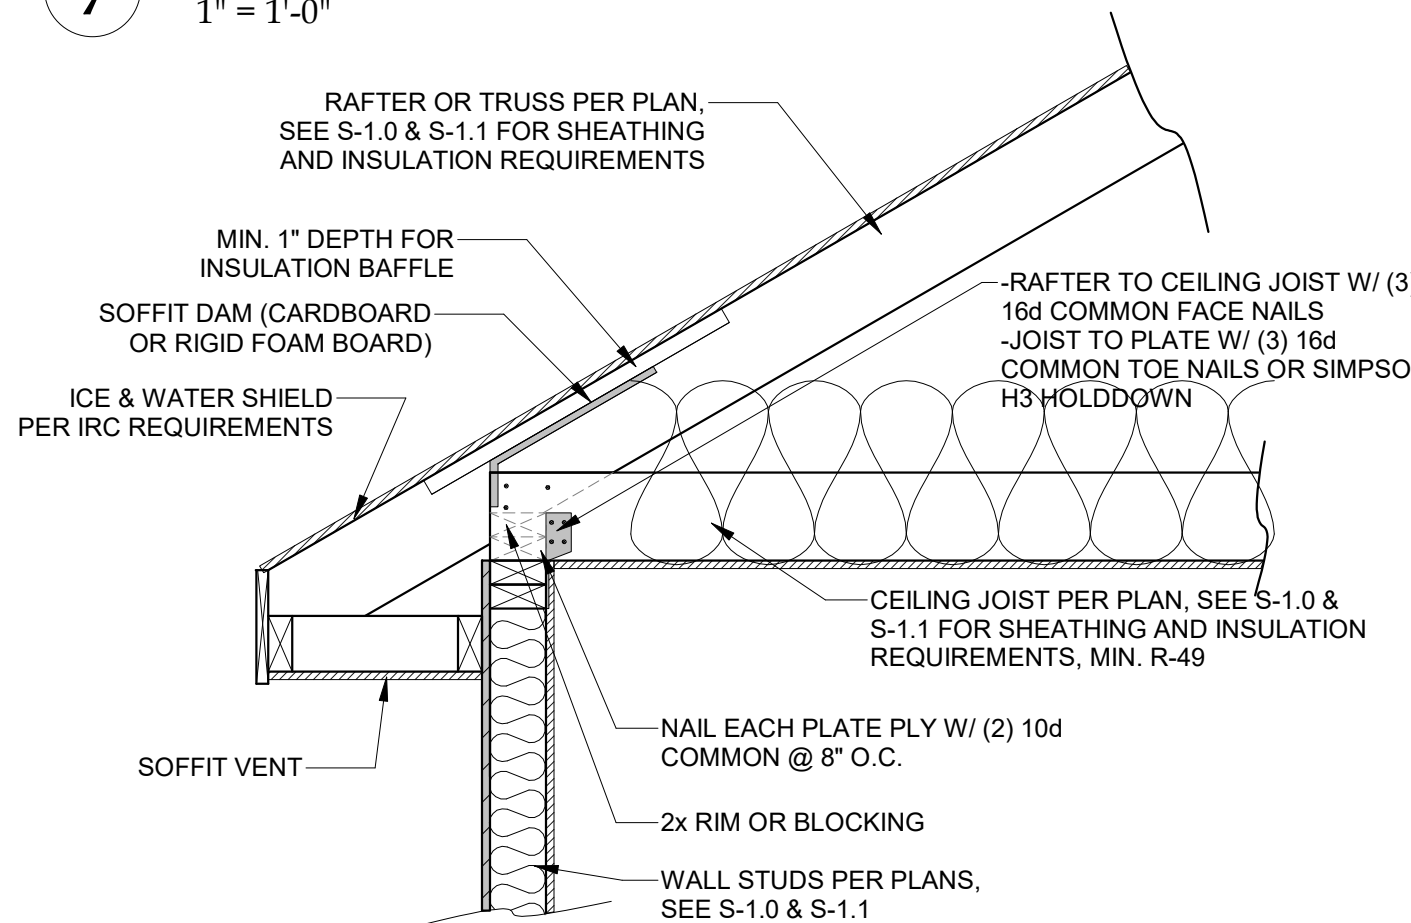 1" = 1'-0"
RAFTER OR TRUSS PER PLAN,
SEE S-1.0 & S-1.1 FOR SHEATHING
AND INSULATION REQUIREMENTS
MIN. 1" DEPTH FOR
INSULATION BAFFLE
SOFFIT DAM (CARDBOARD
OR RIGID FOAM BOARD)
ICE & WATER SHIELD
PER IRC REQUIREMENTS
-RAFTER TO CEILING JOIST W/ (3
16d COMMON FACE NAILS
-JOIST TO PLATE W/ (3) 16d
COMMON TOE NAILS OR SIMPSO
H3 HOLDDOWN
CEILING JOIST PER PLAN, SEE S-1.0 &
S-1.1 FOR SHEATHING AND INSULATION
REQUIREMENTS, MIN. R-49
NAIL EACH PLATE PLY W/ (2) 10d
COMMON @ 8" O.C.
SOFFIT VENT
2x RIM OR BLOCKING
WALL STUDS PER PLANS,
SEE S-1.0 & S-1.1